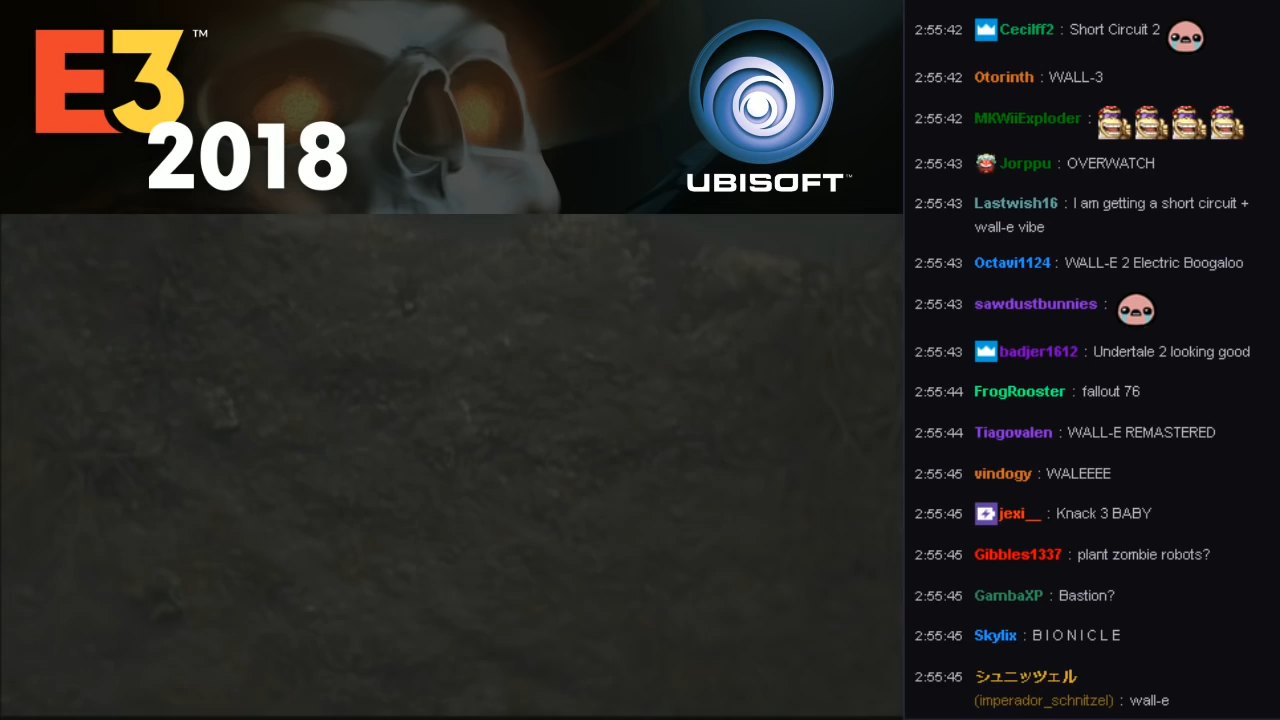 E3™
2018
UBISOFT™
2:55:42 Cecilff2 : Short Circuit 2
2:55:42 Otorinth : WALL-3
2:55:42 MKWiiExploder :
2:55:43 Jorppu : OVERWATCH
2:55:43 Lastwish16 : I am getting a short circuit +
wall-e vibe
2:55:43 Octavi1124 : WALL-E 2 Electric Boogaloo
2:55:43 sawdustbunnies :
2:55:43 badjer1612 : Undertale 2 looking good
2:55:44 FrogRooster : fallout 76
2:55:44 Tiagovalen : WALL-E REMASTERED
2:55:45 vindogy : WALEEEE
2:55:45 jexi__ : Knack 3 BABY
2:55:45 Gibbles1337 : plant zombie robots?
2:55:45 GambaXP : Bastion?
2:55:45 Skylix : B I O N I C L E
2:55:45 シュニッツェル
(imperador_schnitzel) : wall-e